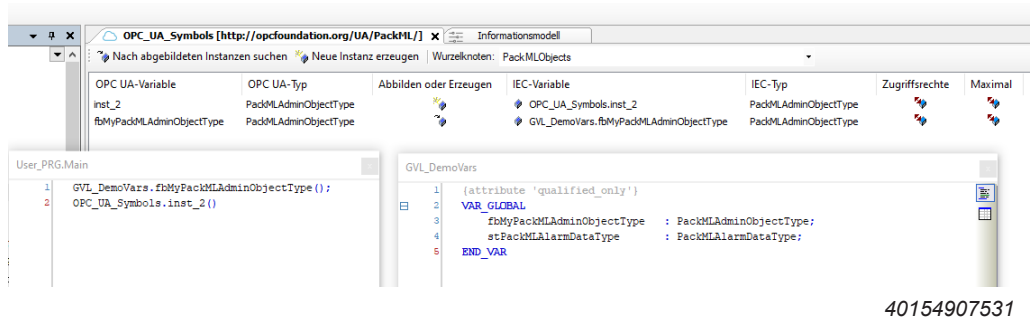 OPC_UA_Symbols [http://opcfoundation.org/UA/PackML/] x Informationsmodell
Nach abgebildeten Instanzen suchen Neue Instanz erzeugen Wurzelknoten: PackMLObjects
OPC UA-Variable OPC UA-Typ Abbilden oder Erzeugen IEC-Variable IEC-Typ Zugriffsrechte Maximal
inst_2 PackMLAdminObjectType OPC_UA_Symbols.inst_2 PackMLAdminObjectType
fbMyPackMLAdminObjectType PackMLAdminObjectType GVL_DemoVars.fbMyPackMLAdminObjectType PackMLAdminObjectType
User_PRG.Main
1 GVL_DemoVars.fbMyPackMLAdminObjectType();
2 OPC_UA_Symbols.inst_2()
GVL_DemoVars
1 {attribute 'qualified_only'}
2 VAR_GLOBAL
3 fbMyPackMLAdminObjectType : PackMLAdminObjectType;
4 stPackMLAlarmDataType : PackMLAlarmDataType;
5 END_VAR
40154907531